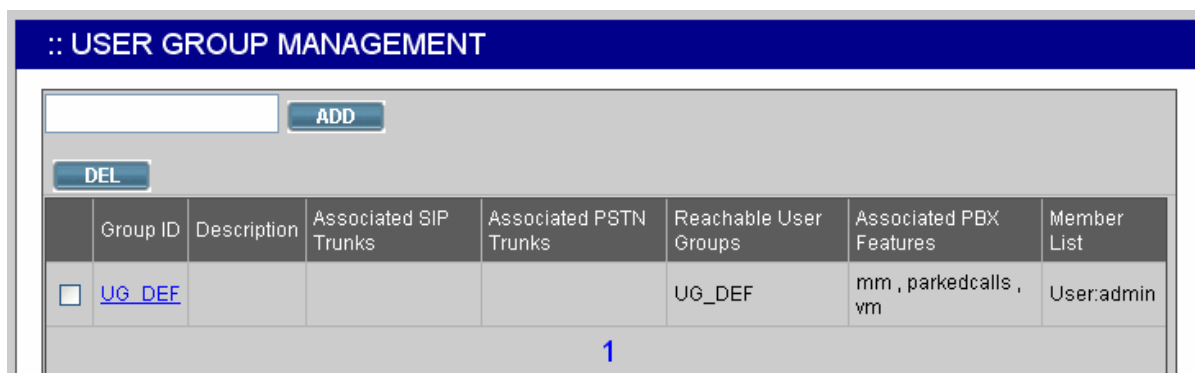 :: USER GROUP MANAGEMENT
ADD
DEL
Group ID Description Associated SIP Trunks Associated PSTN Trunks Reachable User Groups Associated PBX Features Member List
UG_DEF UG_DEF mm , parkedcalls , vm User:admin
1